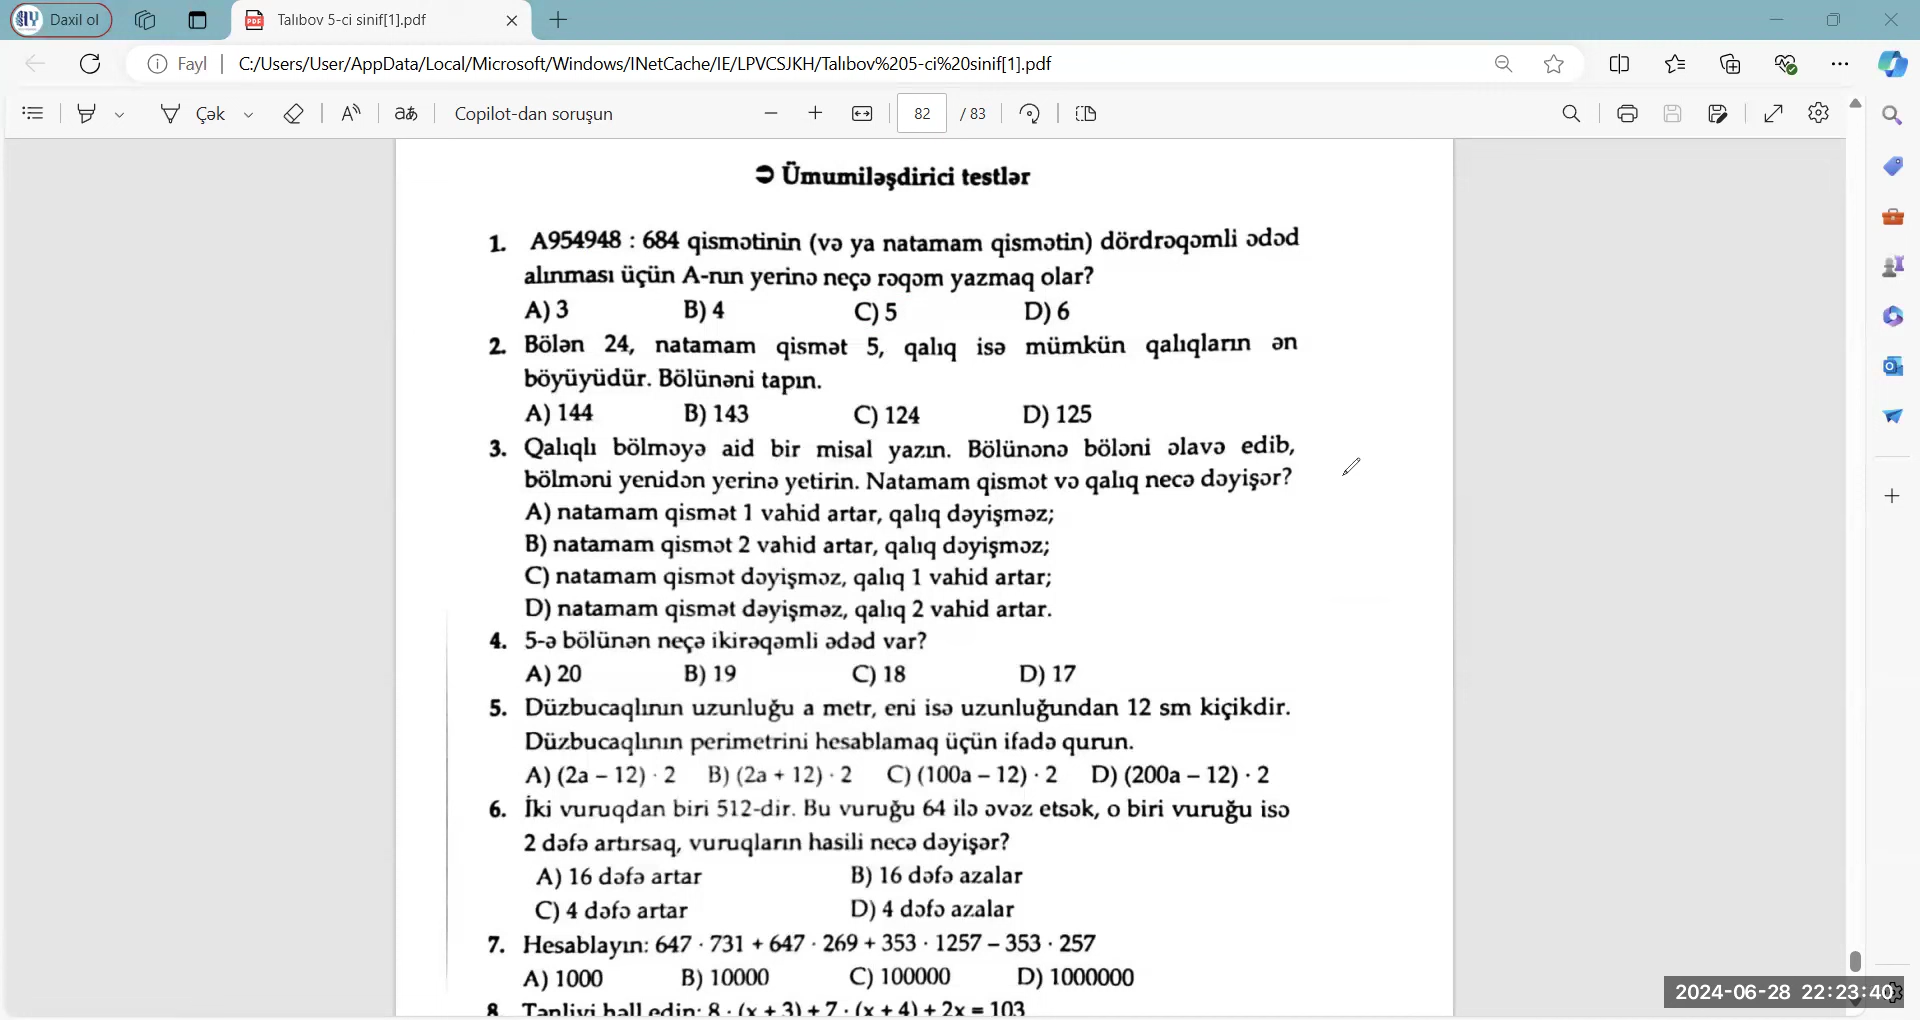 Daxil ol
Talıbov 5-ci sinif[1].pdf
Fayl
C:/Users/User/AppData/Local/Microsoft/Windows/INetCache/IE/LPVCSJKH/Talıbov%205-ci%20sinif[1].pdf
Çək
Copilot-dan soruşun
82 / 83
⮊ Ümumiləşdirici testlər
1. A954948 : 684 qismətinin (və ya natamam qismətin) dördrəqəmli ədəd
alınması üçün A-nın yerinə neçə rəqəm yazmaq olar?
A) 3 B) 4 C) 5 D) 6
2. Bölən 24, natamam qismət 5, qalıq isə mümkün qalıqların ən
böyüyüdür. Bölünəni tapın.
A) 144 B) 143 C) 124 D) 125
3. Qalıqlı bölməyə aid bir misal yazın. Bölünənə böləni əlavə edib,
bölməni yenidən yerinə yetirin. Natamam qismət və qalıq necə dəyişər?
A) natamam qismət 1 vahid artar, qalıq dəyişməz;
B) natamam qismət 2 vahid artar, qalıq dəyişməz;
C) natamam qismət dəyişməz, qalıq 1 vahid artar;
D) natamam qismət dəyişməz, qalıq 2 vahid artar.
4. 5-ə bölünən neçə ikirəqəmli ədəd var?
A) 20 B) 19 C) 18 D) 17
5. Düzbucaqlının uzunluğu a metr, eni isə uzunluğundan 12 sm kiçikdir.
Düzbucaqlının perimetrini hesablamaq üçün ifadə qurun.
A) (2a – 12) · 2 B) (2a + 12) · 2 C) (100a – 12) · 2 D) (200a – 12) · 2
6. İki vuruqdan biri 512-dir. Bu vuruğu 64 ilə əvəz etsək, o biri vuruğu isə
2 dəfə artırsaq, vuruqların hasili necə dəyişər?
A) 16 dəfə artar B) 16 dəfə azalar
C) 4 dəfə artar D) 4 dəfə azalar
7. Hesablayın: 647 · 731 + 647 · 269 + 353 · 1257 – 353 · 257
A) 1000 B) 10000 C) 100000 D) 1000000
8. Tənliyi həll edin: 8 · (x + 3) + 7 · (x + 4) + 2x = 103
2024-06-28 22:23:40